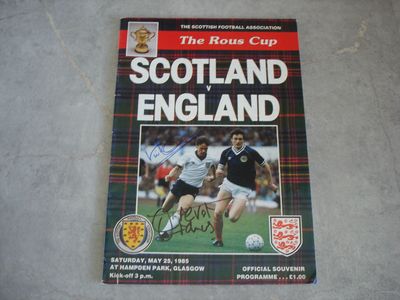 THE SCOTTISH FOOTBALL ASSOCIATION
The Rous Cup
SCOTLAND
v
ENGLAND
Trevor
SATURDAY, MAY 25, 1985
AT HAMPDEN PARK, GLASGOW
Kick-off 3 p.m.
OFFICIAL SOUVENIR
PROGRAMME . . . £1.00